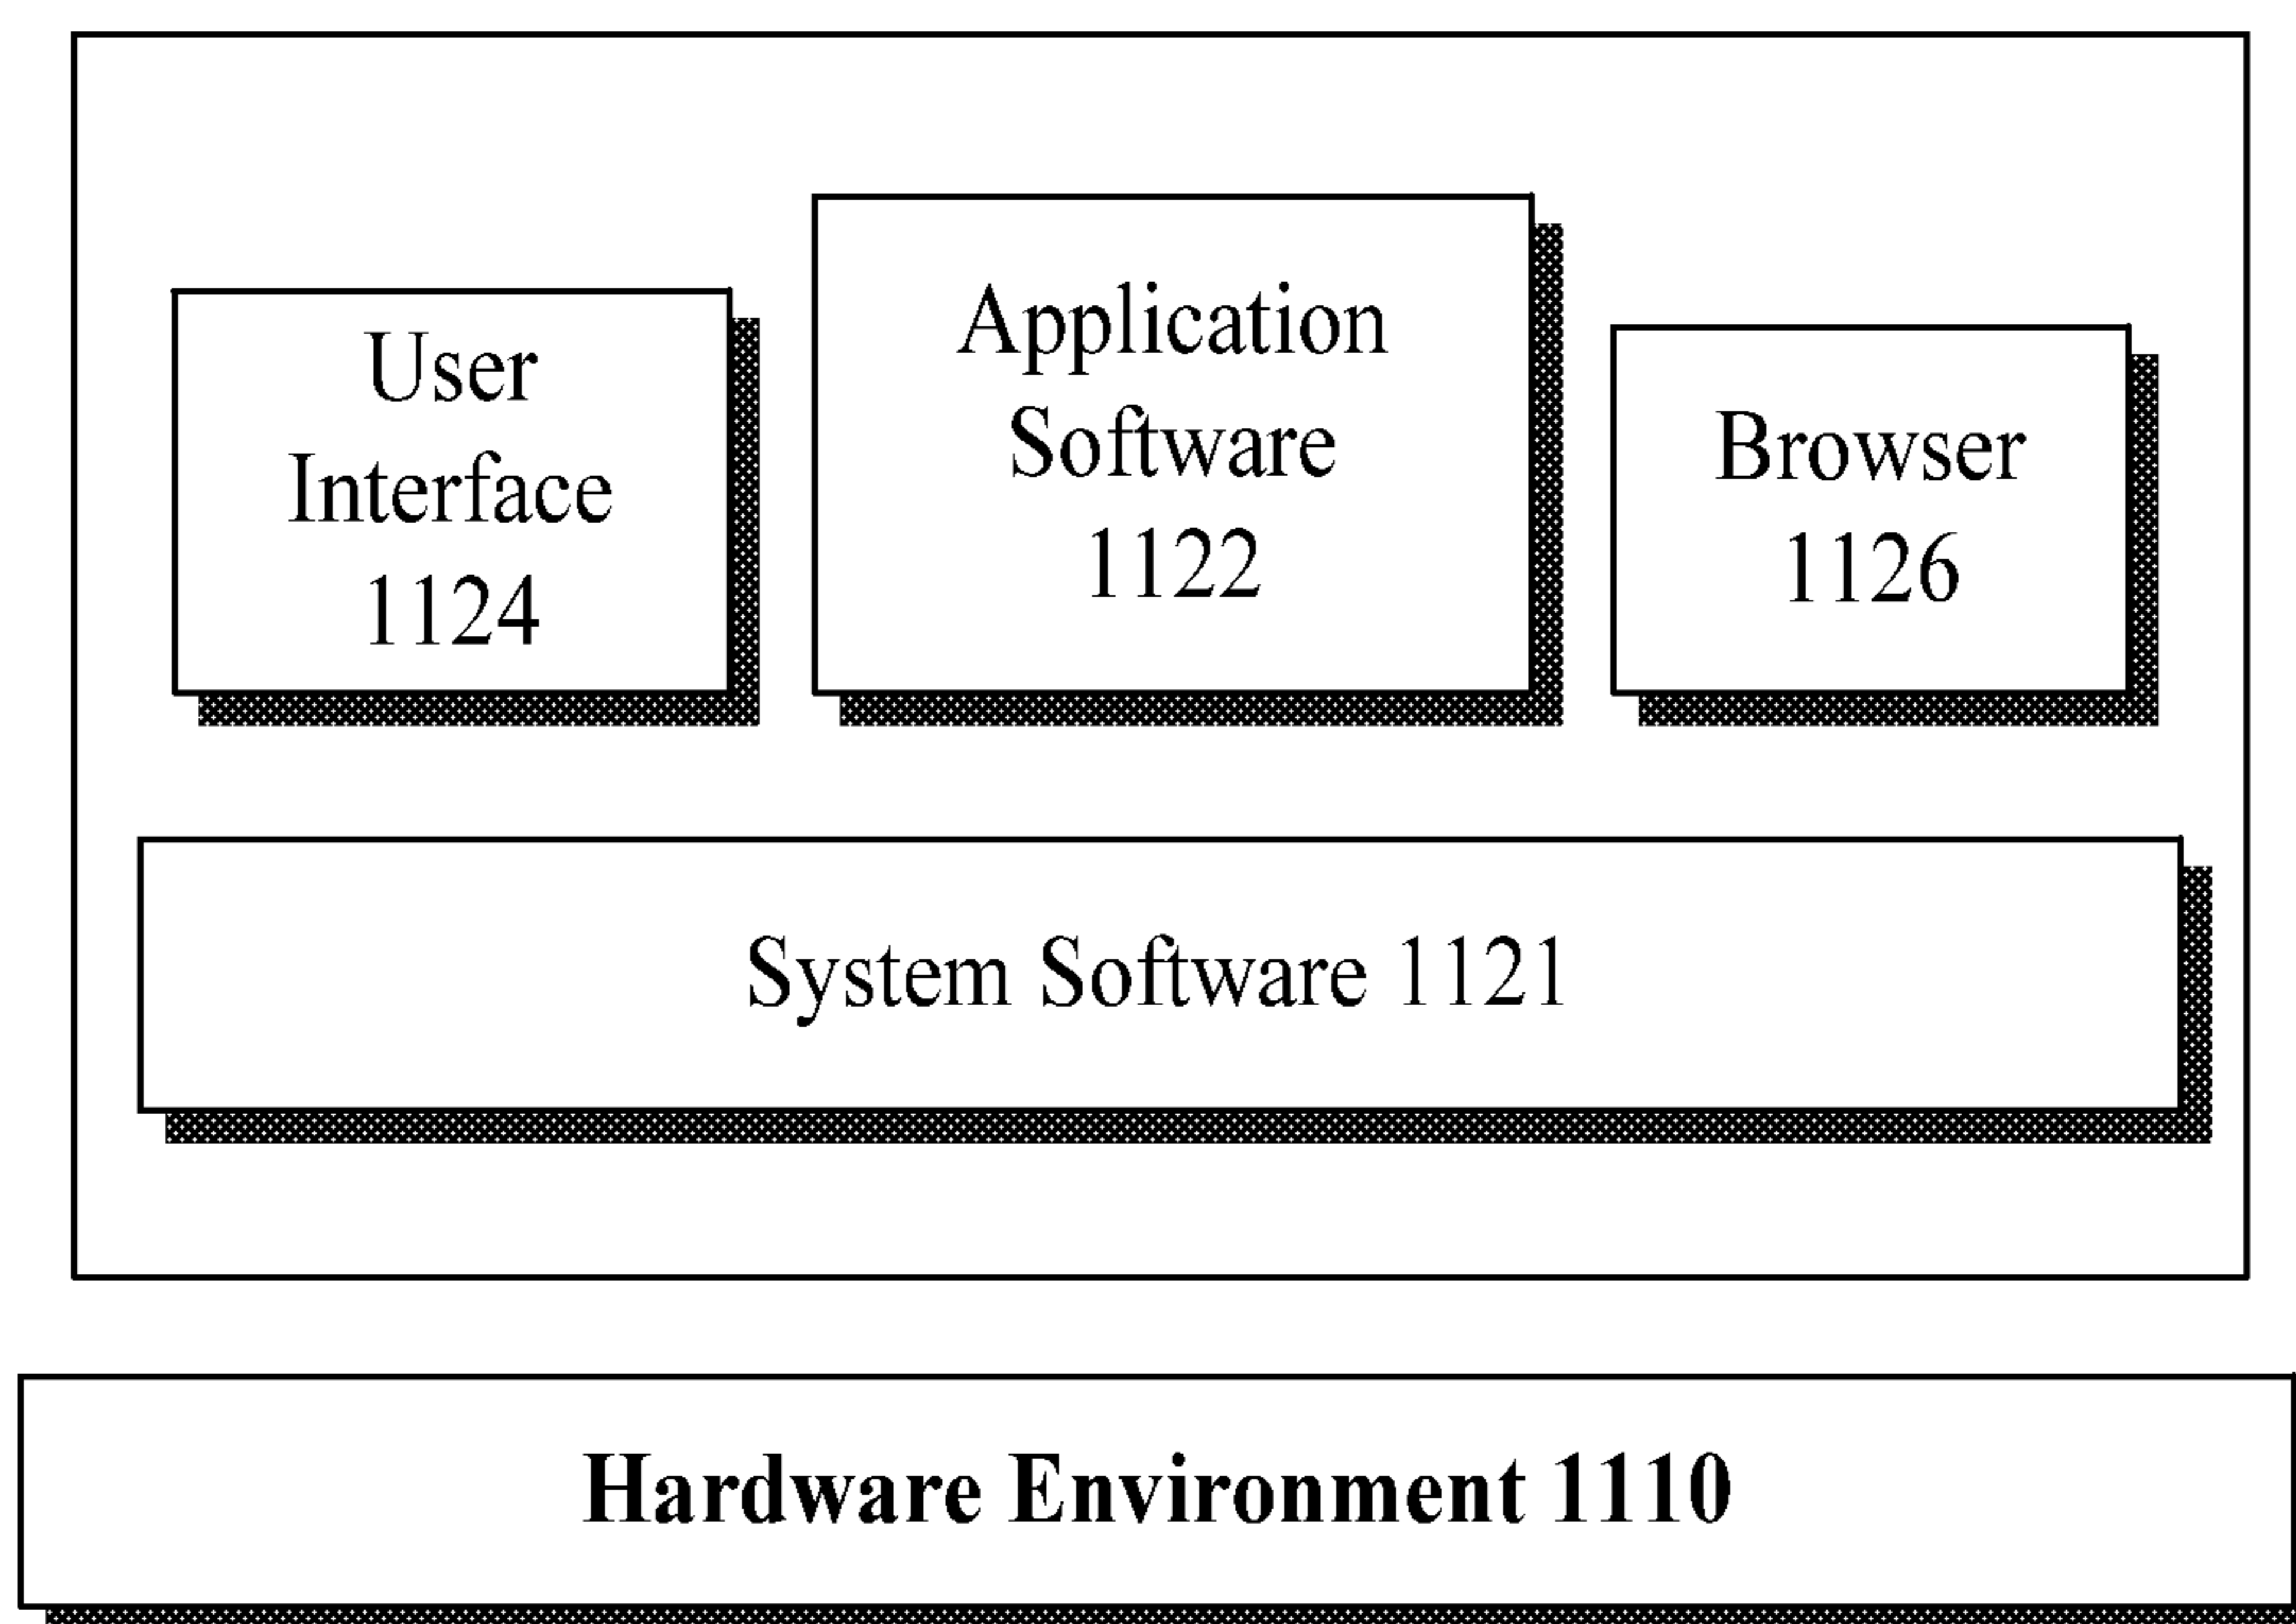 User
Interface
1124
Application
Software
1122
Browser
1126
System Software 1121
Hardware Environment 1110